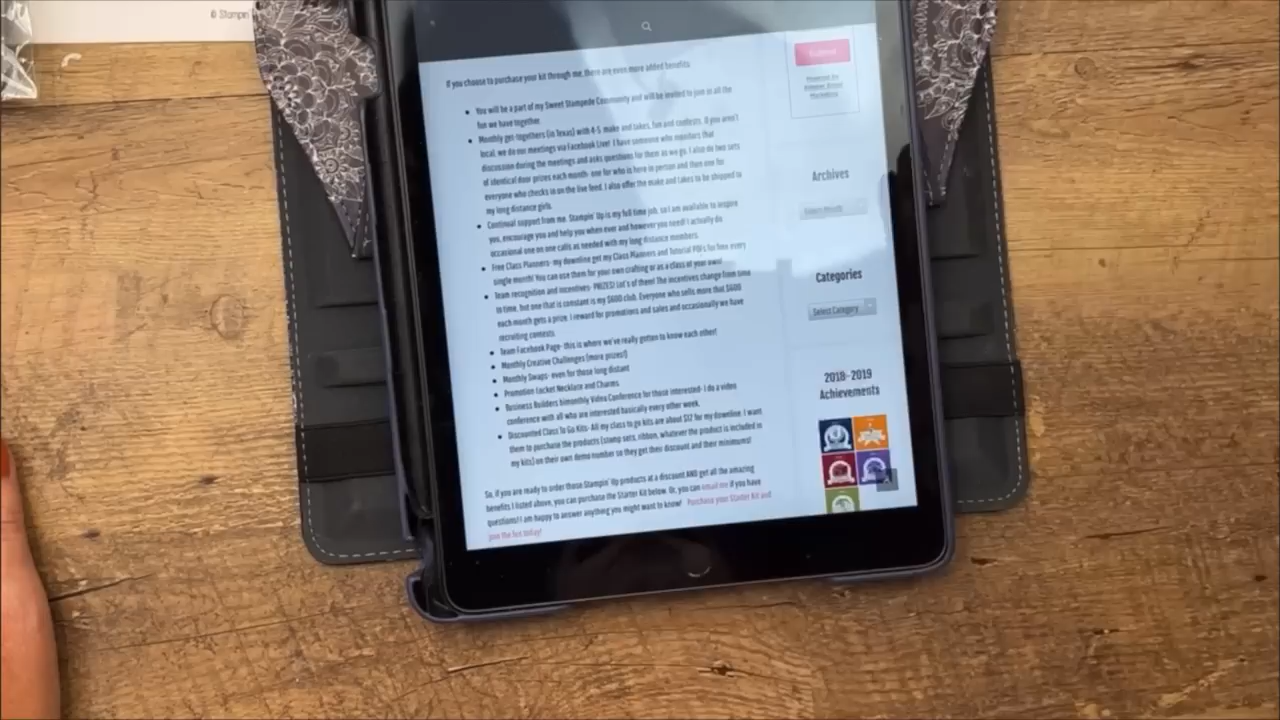 © Stampin'
If you choose to purchase your kit through me, there are even more added benefits:
You will be a part of my Sweet Stampede Community and will be invited to join in all the
fun we have together.
Monthly get-togethers (in Texas) with 4-5 make and takes, fun and contests. If you aren't
local, we do our meetings via Facebook Live! I have someone who monitors that
discussion during the meetings and asks questions for them as we go. I also do two sets
of identical door prizes each month- one for who is here in person and then one for
everyone who checks in on the live feed. I also offer the make and takes to be shipped to
my long distance girls.
Continual support from me. Stampin' Up is my full time job, so I am available to inspire
you, encourage you and help you when ever and however you need! I actually do
occasional one on one calls as needed with my long distance members.
Free Class Planners- my downline get my Class Planners and Tutorial PDFs for free every
single month! You can use them for your own crafting or as a class of your own!
Team recognition and incentives- PRIZES! Lot's of them! The incentives change from time
to time, but one that is constant is my $600 club. Everyone who sells more that $600
each month gets a prize. I reward for promotions and sales and occasionally we have
recruiting contests.
Team Facebook Page- this is where we've really gotten to know each other!
Monthly Creative Challenges (more prizes!)
Monthly Swaps- even for those long distant
Promotion Locket Necklace and Charms
Business Builders bimonthly Video Conference for those interested- I do a video
conference with all who are interested basically every other week.
Discounted Class To Go Kits- All my class to go kits are about $12 for my downline. I want
them to purchase the products (stamp sets, ribbon, whatever the product is included in
my kits) on their own demo number so they get their discount and their minimums!
So, if you are ready to order those Stampin' Up products at a discount AND get all the amazing
benefits I listed above, you can purchase the Starter Kit below. Or, you can email me if you have
questions! I am happy to answer anything you might want to know! Purchase your Starter Kit and
join the fun today!
Archives
Select Month
Categories
Select Category
2018-2019
Achievements